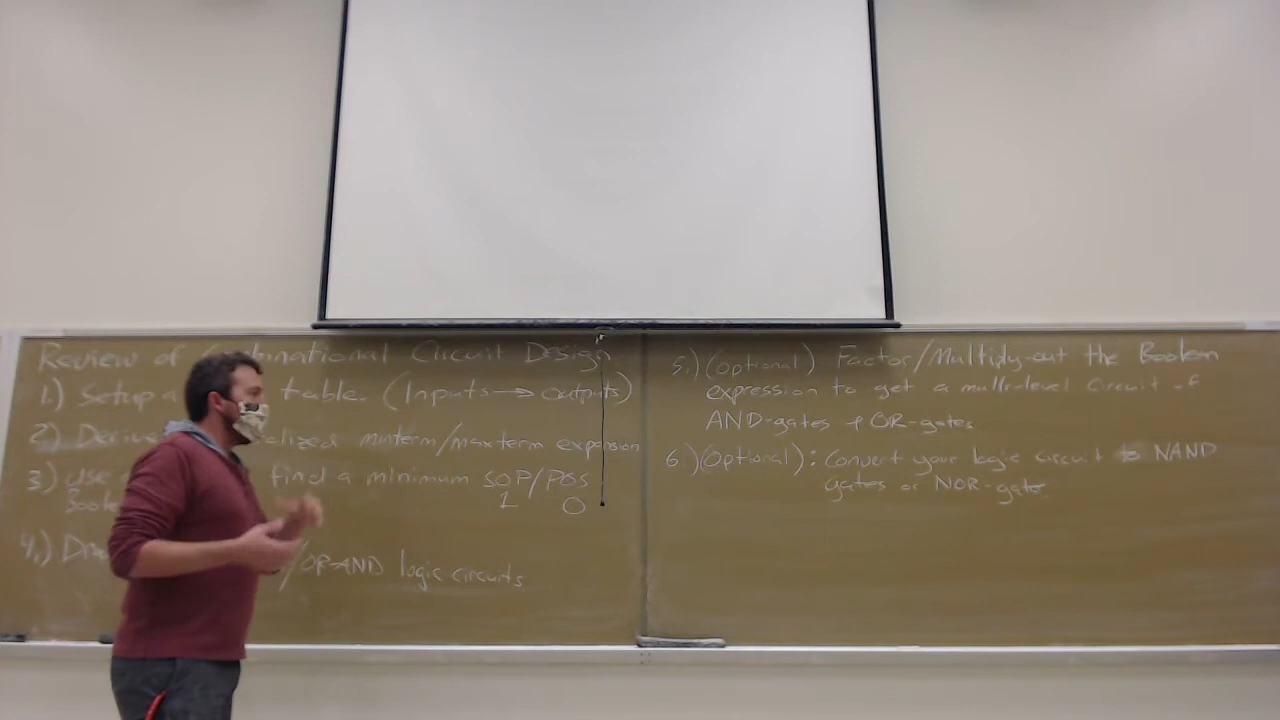 Review of Combinational Circuit Design
1.) Setup a table (Inputs → outputs)
2.) Derive minterm/maxterm expansion
3.) Use find a minimum SOP/POS
Boole 1 0
4.) Dra /OR-AND logic circuits
5.) (optional) Factor/Multiply-out the Boolean
expression to get a multi-level circuit of
AND-gates + OR-gates
6.) (Optional): Convert your logic circuit to NAND
gates or NOR-gate.